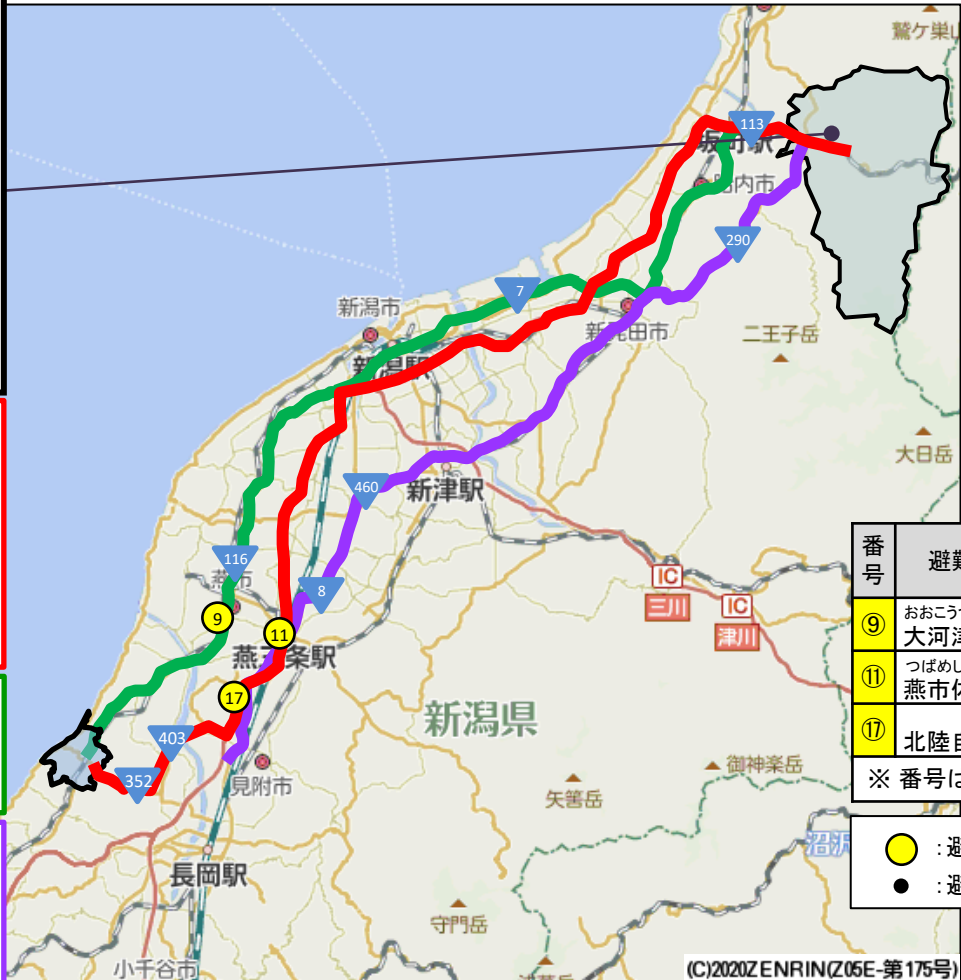 鷲ケ巣山
113
坂町駅
胎内市
290
7
新潟市
新発田市
二王子岳
新潟駅
大日岳
460
新津駅
116
燕市
8
IC
三川
IC
津川
9
11
燕三条駅
17
新潟県
403
352
見附市
御神楽岳
矢筈岳
長岡駅
守門岳
小千谷市
番号
避難
⑨
おおこうづ
大河津
⑪
つばめし
燕市体
⑰
北陸自
※ 番号は
:避
:避
(C)2020ZENRIN(Z05E-第175号)